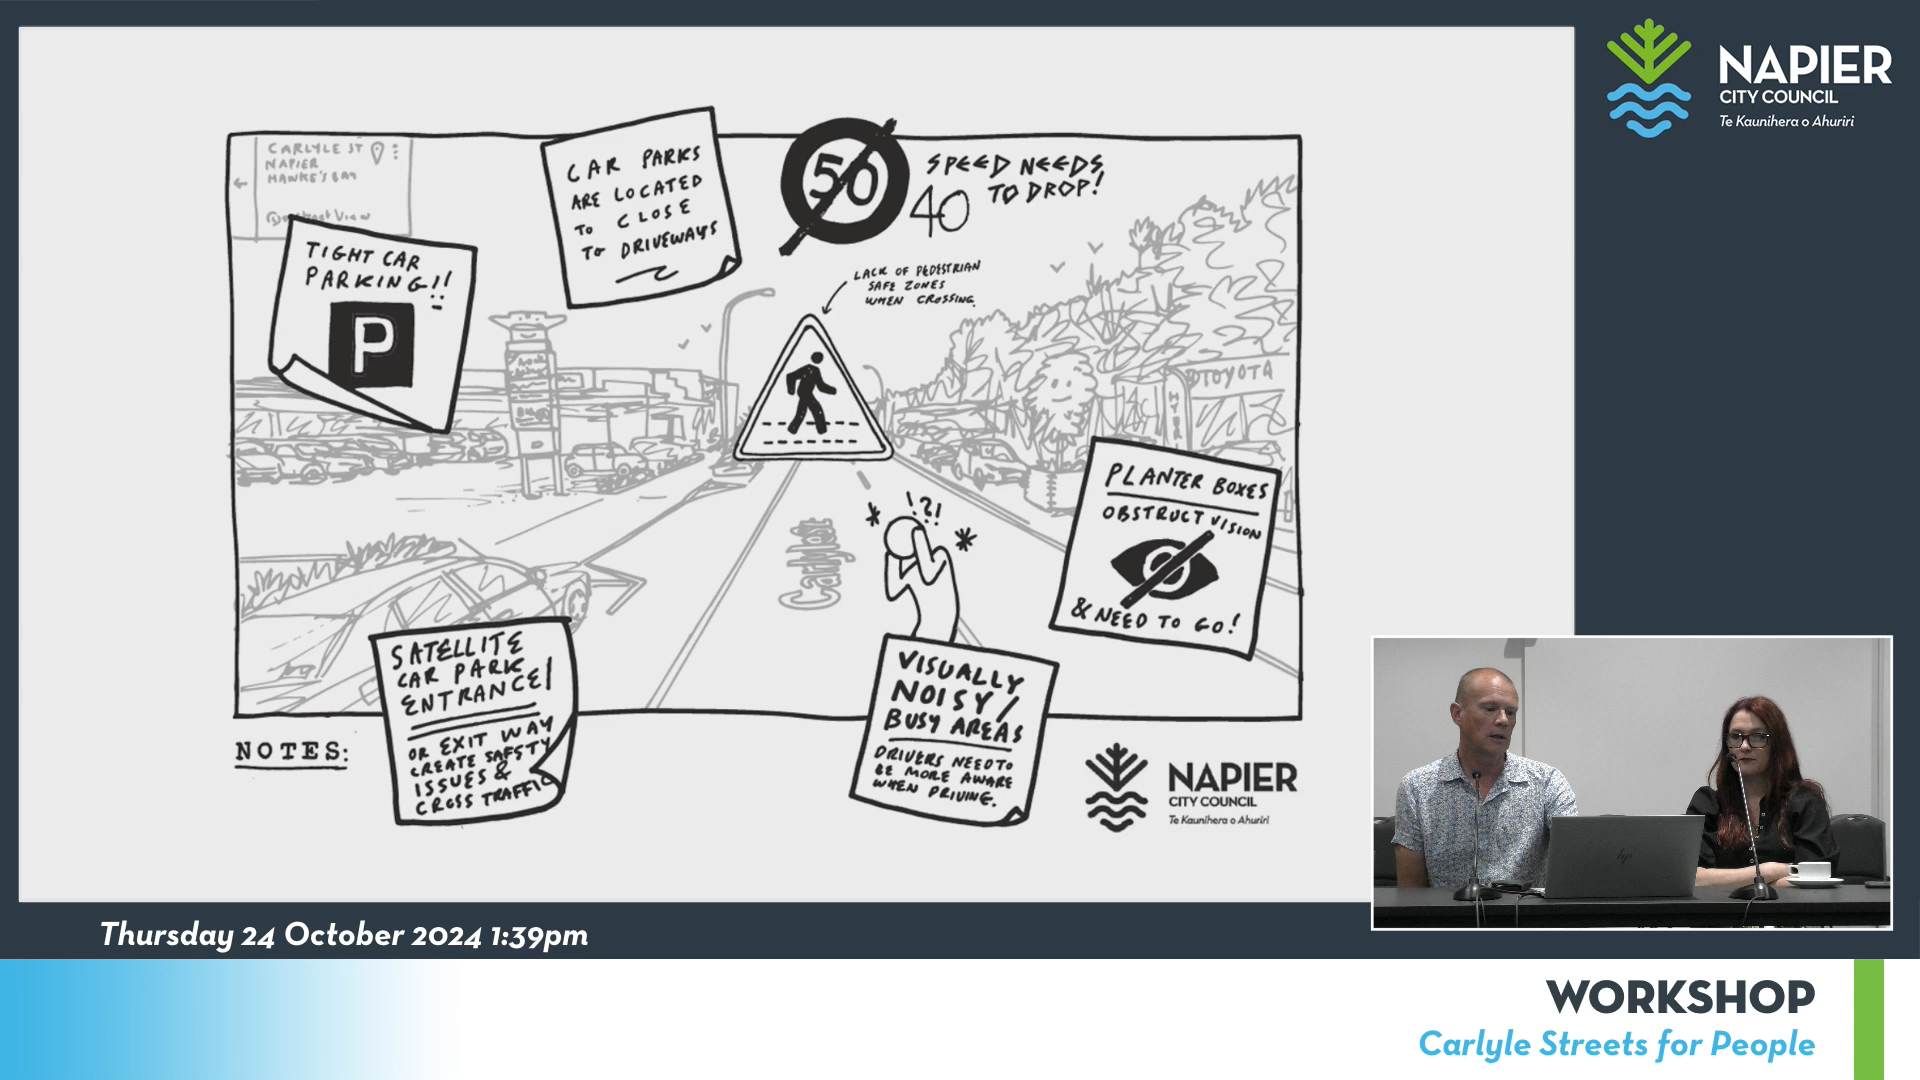 CARLYLE ST
NAPIER
HAWKE'S BAY
Street View
TIGHT CAR
PARKING!!
P
CAR PARKS
ARE LOCATED
TO CLOSE
TO DRIVEWAYS
50
SPEED NEEDS
TO DROP!
40
LACK OF PEDESTRIAN
SAFE ZONES
WHEN CROSSING.
TOYOTA
Carlyle
!?!
PLANTER BOXES
OBSTRUCT VISION
& NEED TO GO!
SATELLITE
CAR PARK
ENTRANCE/
OR EXIT WAY
CREATE SAFSTY
ISSUES &
CROSS TRAFFIC
VISUALLY
NOISY/
BUSY AREAS
DRIVERS NEED TO
BE MORE AWARE
WHEN DRIVING.
NOTES:
NAPIER
CITY COUNCIL
Te Kaunihera o Ahuriri
NAPIER
CITY COUNCIL
Te Kaunihera o Ahuriri
hp
Thursday 24 October 2024 1:39pm
WORKSHOP
Carlyle Streets for People